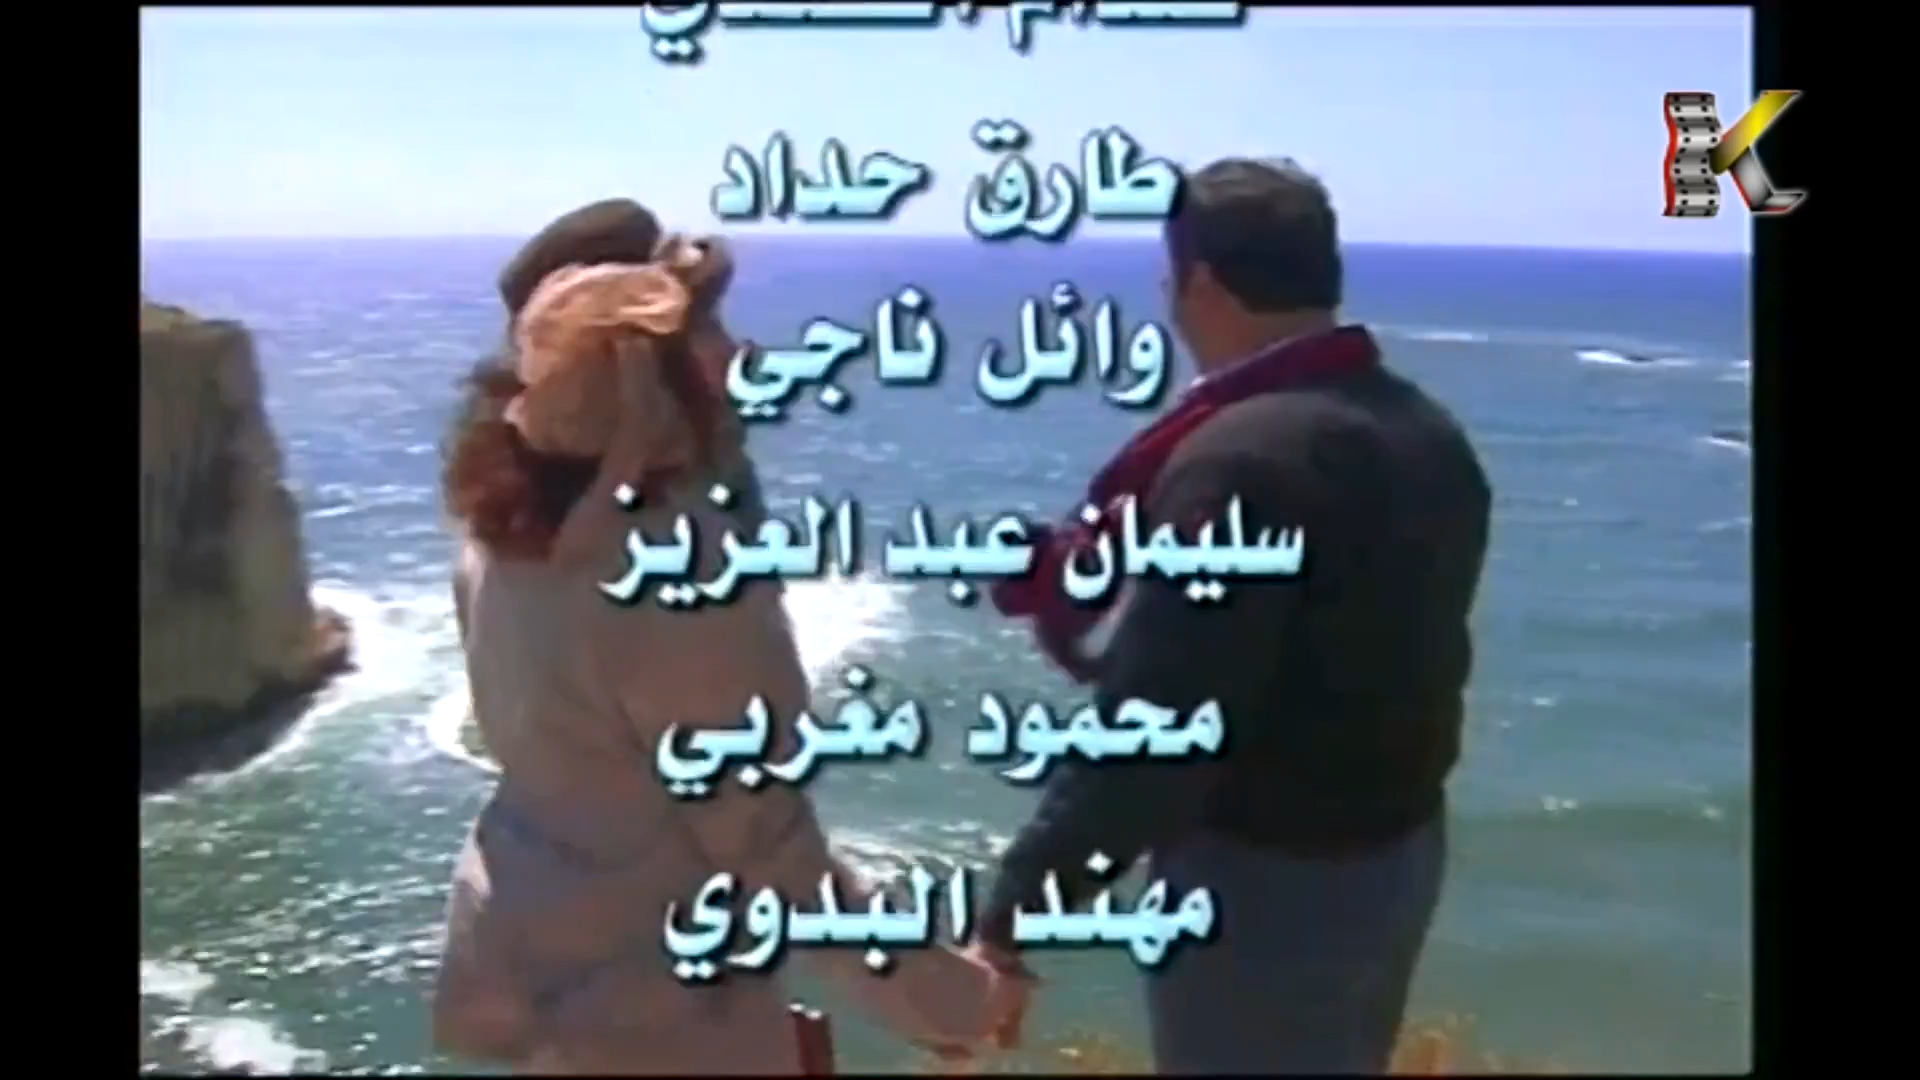 طارق حداد
وائل ناجي
سليمان عبد العزيز
محمود مغربي
مهند البدوي